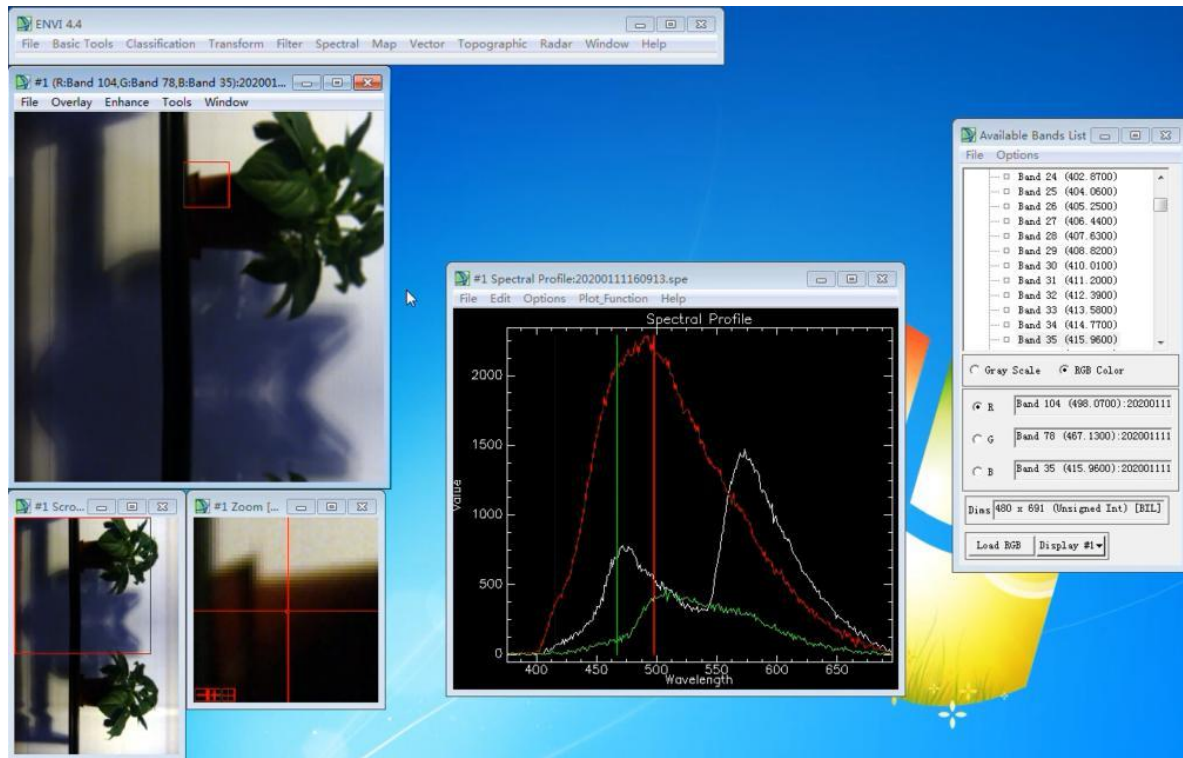 ENVI 4.4
File Basic Tools Classification Transform Filter Spectral Map Vector Topographic Radar Window Help
#1 (R:Band 104,G:Band 78,B:Band 35):202001...
File Overlay Enhance Tools Window
Available Bands List
File Options
Band 24 (402.8700)
Band 25 (404.0600)
Band 26 (405.2500)
Band 27 (406.4400)
Band 28 (407.6300)
Band 29 (408.8200)
Band 30 (410.0100)
Band 31 (411.2000)
Band 32 (412.3900)
Band 33 (413.5800)
Band 34 (414.7700)
Band 35 (415.9600)
Gray Scale RGB Color
R Band 104 (498.0700):20200111
G Band 78 (467.1300):202001111
B Band 35 (415.9600):202001111
Dims 480 x 691 (Unsigned Int) [BIL]
Load RGB Display #1
#1 Spectral Profile:20200111160913.spe
File Edit Options Plot_Function Help
Spectral Profile
2000
1500
1000
500
0
Value
400 450 500 550 600 650
Wavelength
#1 Scro...
#1 Zoom [...